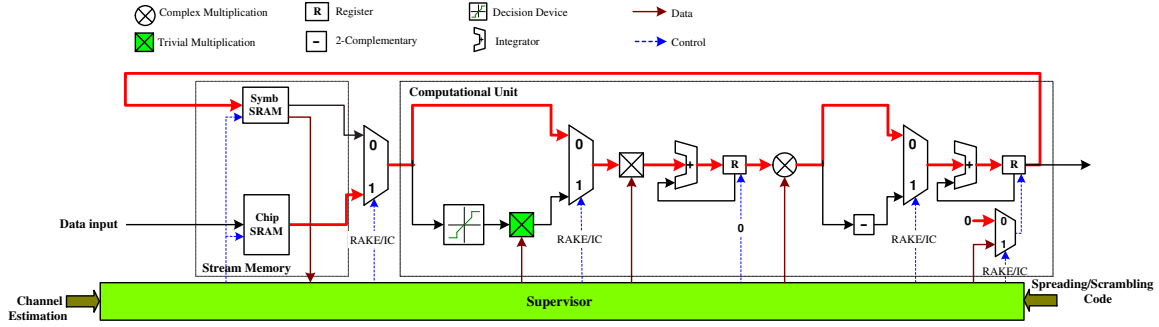 Complex Multiplication
R
Register
Decision Device
Data
Trivial Multiplication
2-Complementary
+
Integrator
Control
Symb
SRAM
Computational Unit
0
1
0
1
+
R
0
1
+
R
Data input
Chip
SRAM
RAKE/IC
RAKE/IC
0
RAKE/IC
0
0
1
RAKE/IC
Stream Memory
Channel
Estimation
Supervisor
Spreading/Scrambling
Code